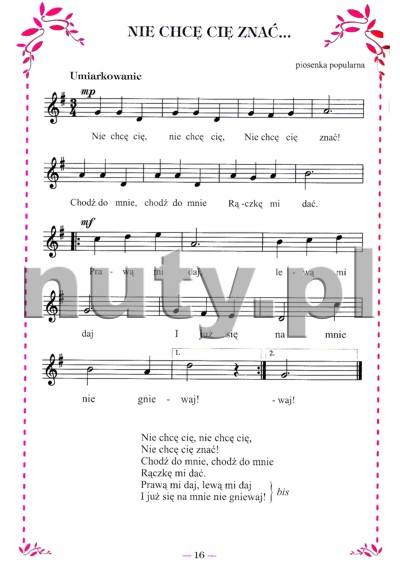 NIE CHCĘ CIĘ ZNAĆ...
piosenka popularna
Umiarkowanie
mp
Nie chcę cię, nie chcę cię, Nie chcę cię znać!
Chodź do mnie, chodź do mnie Rą - czkę mi dać.
mf
Pra - wą mi daj, le - wą mi
nuty.pl
daj I już się na mnie
1. 2.
nie gnie - waj! - waj!
Nie chcę cię, nie chcę cię,
Nie chcę cię znać!
Chodź do mnie, chodź do mnie
Rączkę mi dać.
Prawą mi daj, lewą mi daj
I już się na mnie nie gniewaj! bis
— 16 —